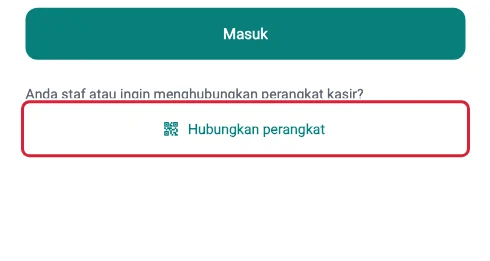 Masuk
Anda staf atau ingin menghubungkan perangkat kasir?
Hubungkan perangkat